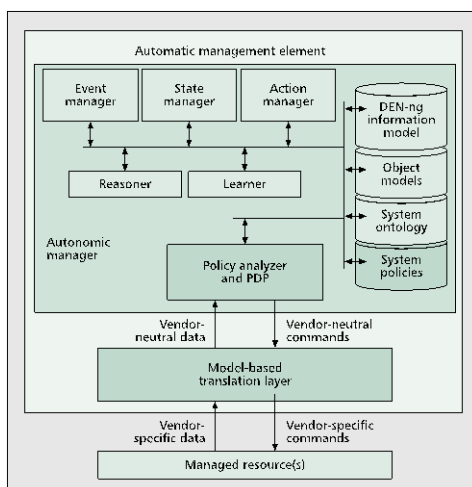 Automatic management element
Event
manager
State
manager
Action
manager
DEN-ng
information
model
Reasoner
Learner
Object
models
System
ontology
Autonomic
manager
Policy analyzer
and PDP
System
policies
Vendor-
neutral data
Vendor-neutral
commands
Model-based
translation layer
Vendor-
specific data
Vendor-specific
commands
Managed resource(s)